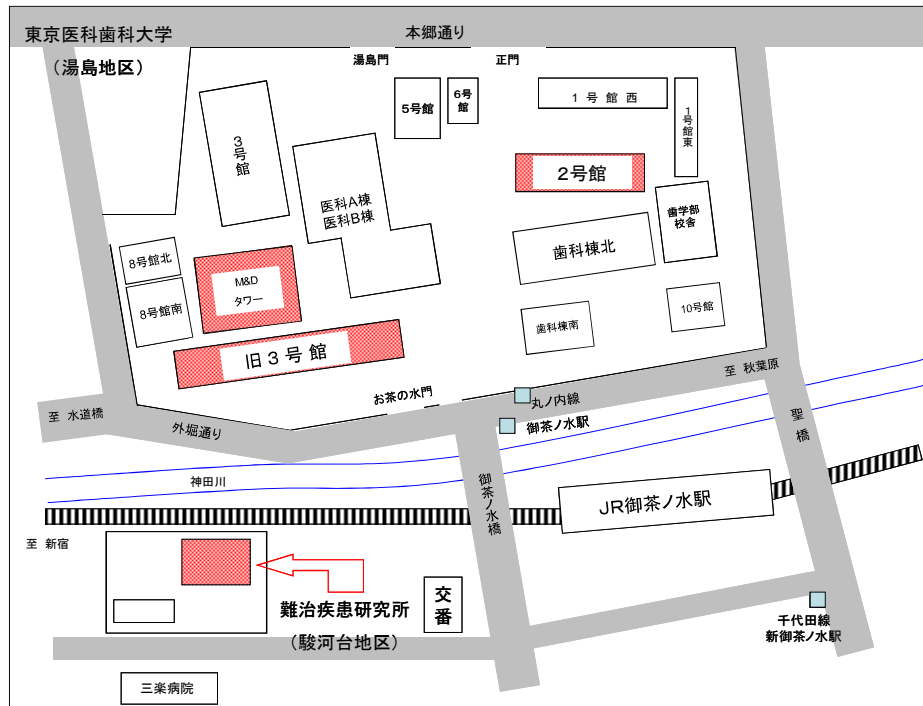 東京医科歯科大学
(湯島地区)
本郷通り
湯島門
正門
5号館
6号
館
1 号 館 西
1号館東
3号館
医科A棟
医科B棟
2号館
歯学部
校舎
歯科棟北
8号館北
8号館南
M&D
タワー
歯科棟南
10号館
旧 3 号 館
お茶の水門
至 秋葉原
丸ノ内線
御茶ノ水駅
至 水道橋
外堀通り
聖橋
神田川
御茶ノ水橋
JR御茶ノ水駅
至 新宿
難治疾患研究所
(駿河台地区)
交番
千代田線
新御茶ノ水駅
三楽病院